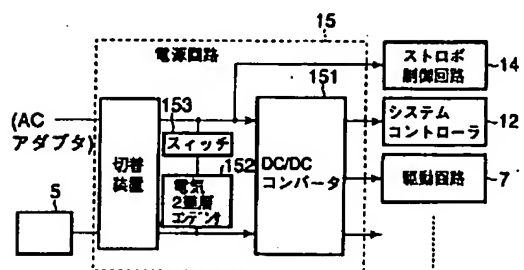 15
電源回路
151
ストロボ
制御回路
14
(AC
アダプタ)
153
スイッチ
システム
コントローラ
12
切替
装置
152
DC/DC
コンバータ
電気
2重層
コンデンサ
駆動回路
7
5